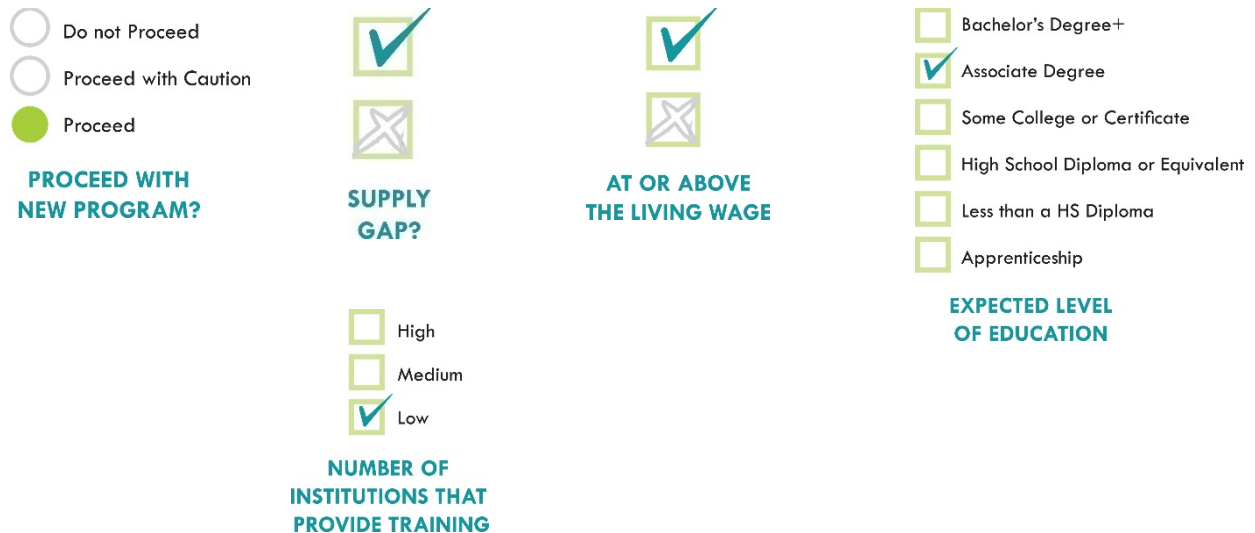 Do not Proceed
Proceed with Caution
Proceed
PROCEED WITH
NEW PROGRAM?
SUPPLY
GAP?
AT OR ABOVE
THE LIVING WAGE
Bachelor's Degree+
Associate Degree
Some College or Certificate
High School Diploma or Equivalent
Less than a HS Diploma
Apprenticeship
EXPECTED LEVEL
OF EDUCATION
High
Medium
Low
NUMBER OF
INSTITUTIONS THAT
PROVIDE TRAINING